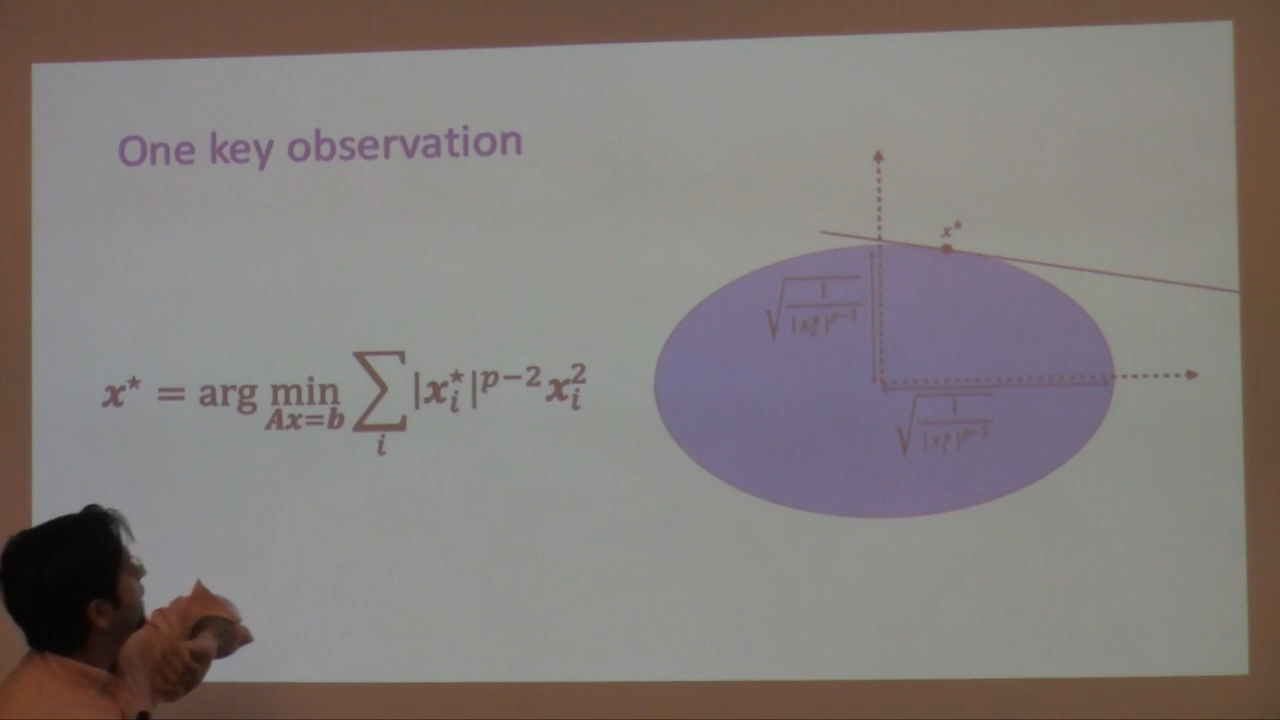 One key observation
x* = arg min_{Ax=b} ∑_i |x_i^*|^{p−2} x_i^2
x*
√(1/|x_2^*|^{p−2})
√(1/|x_1^*|^{p−2})